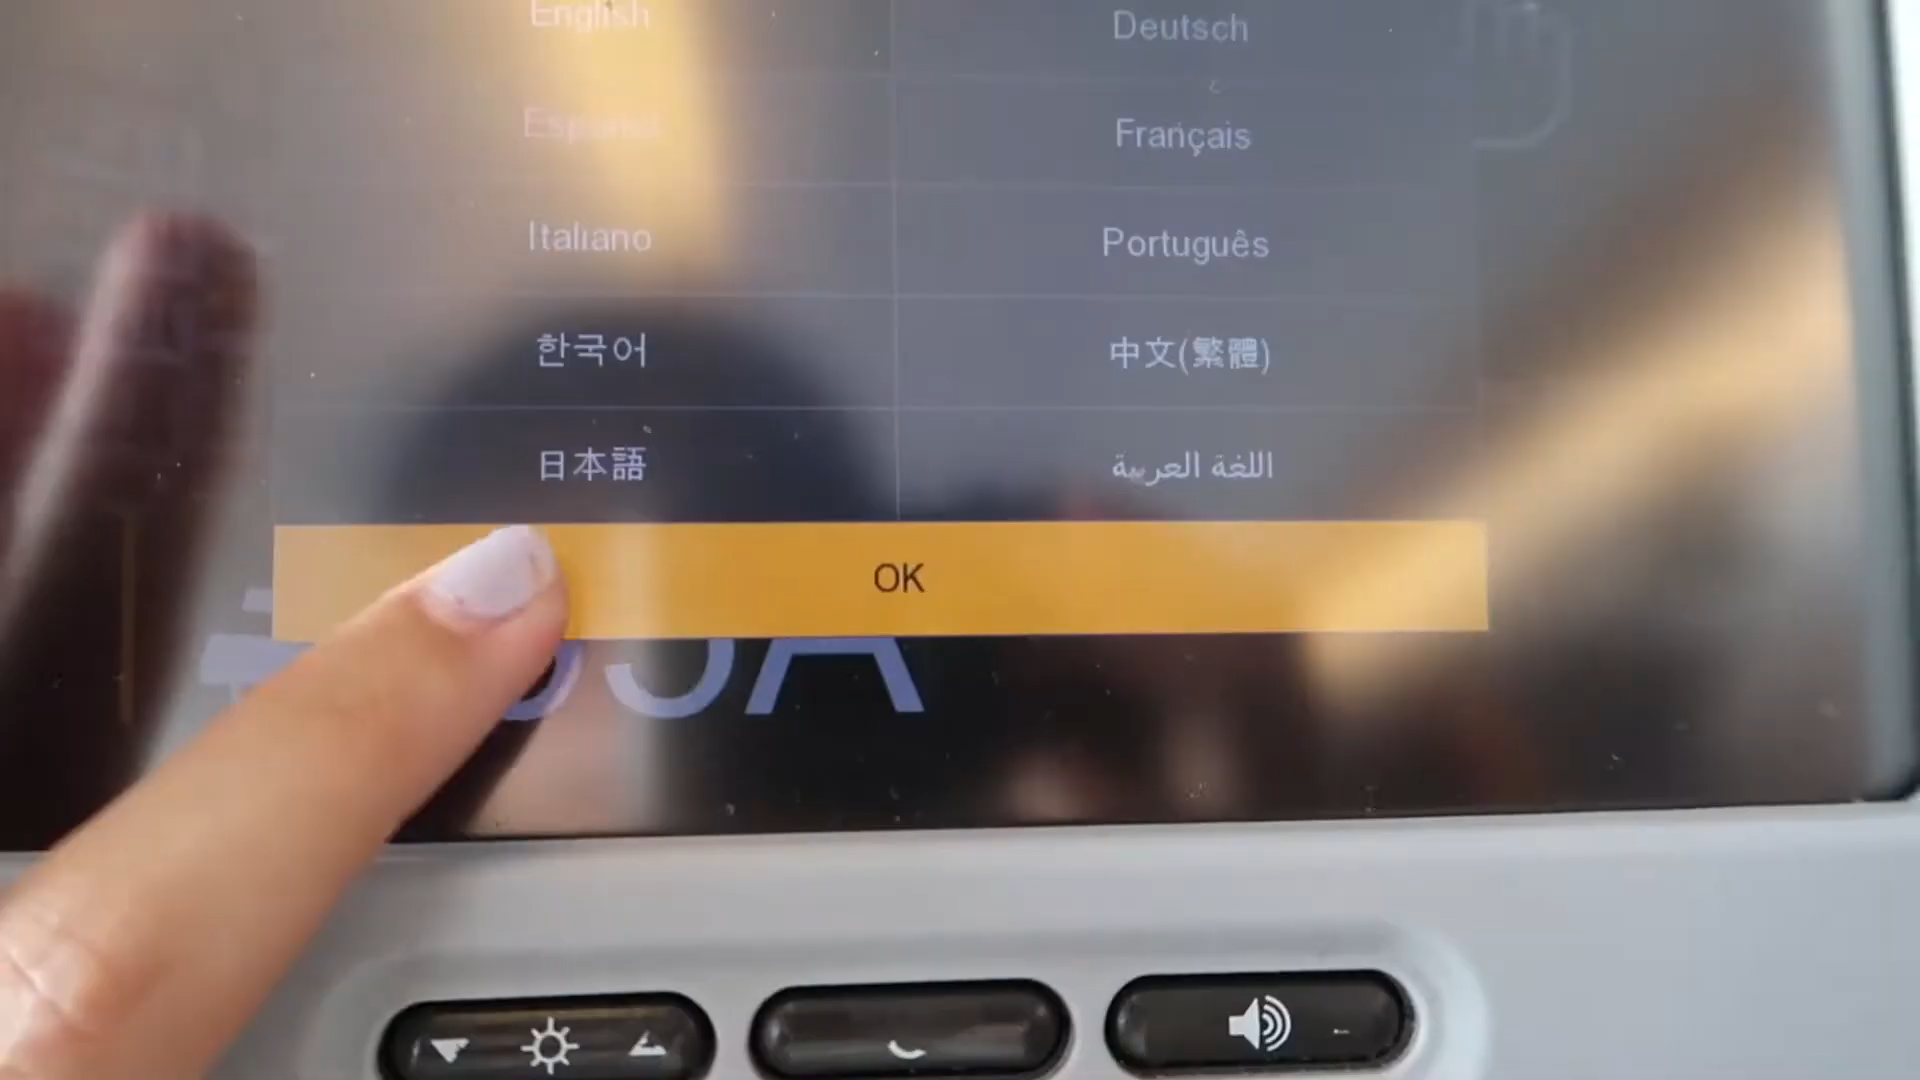 English
Deutsch
Español
Français
Italiano
Português
한국어
中文(繁體)
日本語
اللغة العربية
OK